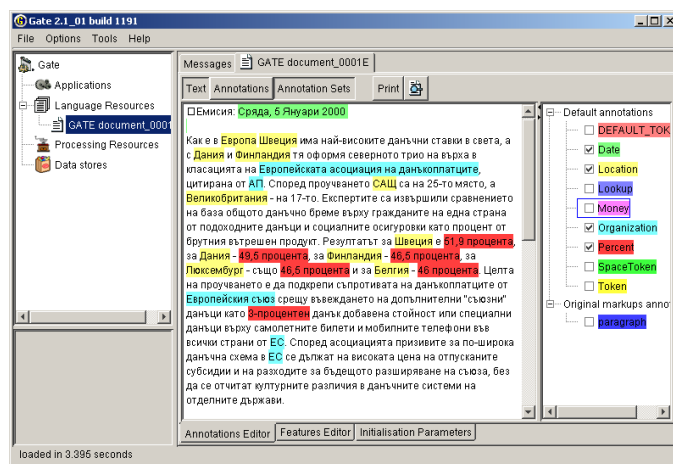 Gate 2.1_01 build 1191
File Options Tools Help
Gate
Applications
Language Resources
GATE document_0001
Processing Resources
Data stores
loaded in 3.395 seconds
Messages GATE document_0001E
Text Annotations Annotation Sets Print
Емисия: Сряда, 5 Януари 2000
Как е в Европа Швеция има най-високите данъчни ставки в света, а
с Дания и Финландия тя оформя северното трио на върха в
класацията на Европейската асоциация на данъкоплатците,
цитирана от АП. Според проучването САЩ са на 25-то място, а
Великобритания - на 17-то. Експертите са извършили сравнението
на база общото данъчно бреме върху гражданите на една страна
от подоходните данъци и социалните осигуровки като процент от
брутния вътрешен продукт. Резултатът за Швеция е 51,9 процента,
за Дания - 49,5 процента, за Финландия - 46,5 процента, за
Люксембург - също 46,5 процента и за Белгия - 46 процента. Целта
на проучването е да подкрепи съпротивата на данъкоплатците от
Европейския съюз срещу въвеждането на допълнителни "съюзни"
данъци като 3-процентен данък добавена стойност или специални
данъци върху самолетните билети и мобилните телефони във
всички страни от ЕС. Според асоциацията призивите за по-широка
данъчна схема в ЕС се дължат на високата цена на отпусканите
субсидии и на разходите за бъдещото разширяване на съюза, без
да се отчитат културните различия в данъчните системи на
отделните държави.
Annotations Editor Features Editor Initialisation Parameters
Default annotations
DEFAULT_TOK
Date
Location
Lookup
Money
Organization
Percent
SpaceToken
Token
Original markups anno
paragraph